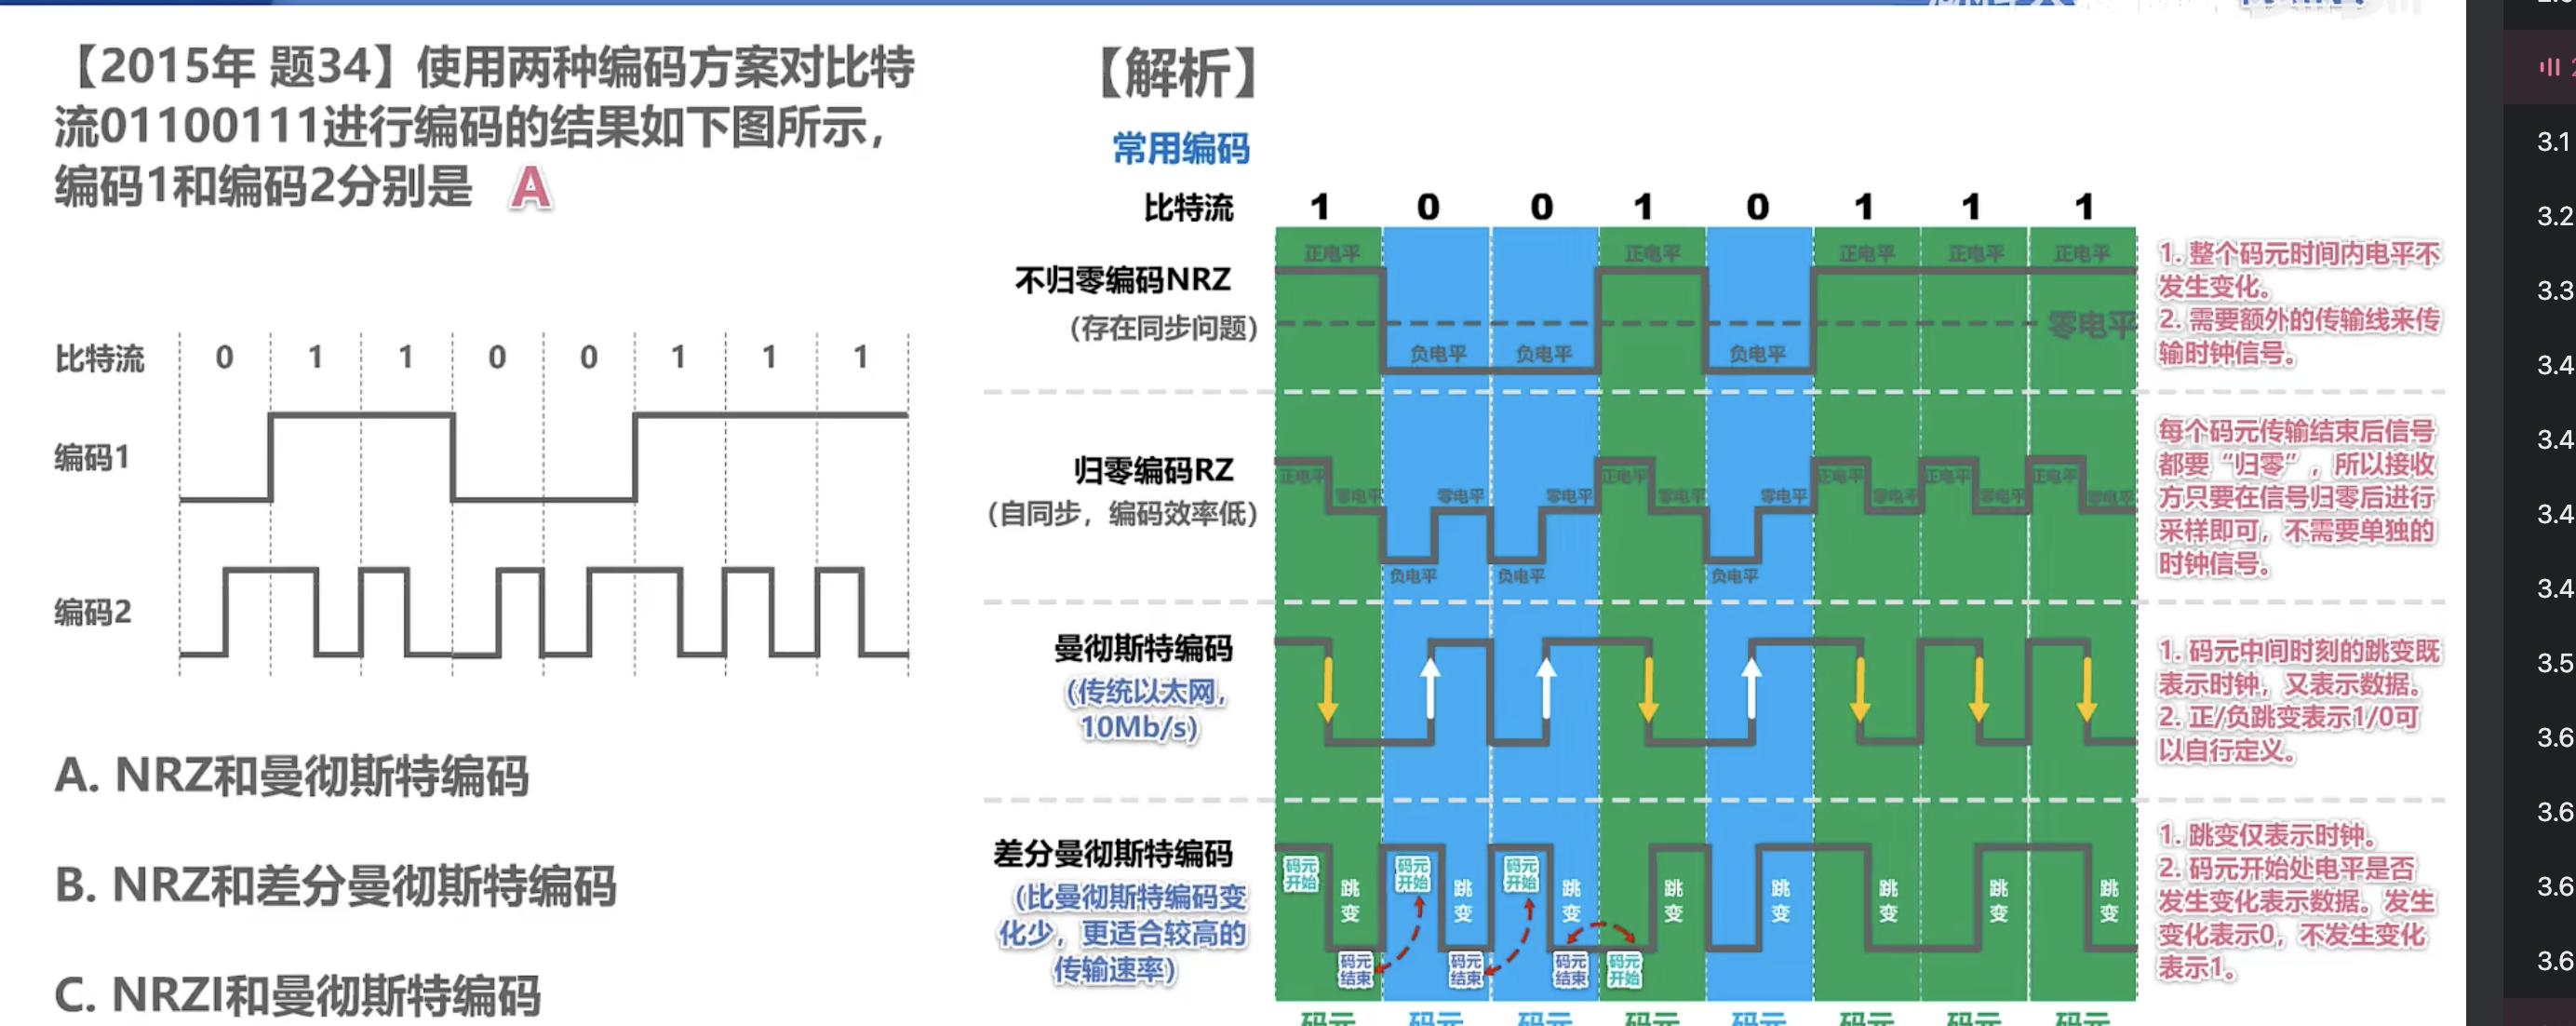 【2015年 题34】使用两种编码方案对比特
流01100111进行编码的结果如下图所示，
编码1和编码2分别是 A
比特流 0 1 1 0 0 1 1 1
编码1
编码2
A. NRZ和曼彻斯特编码
B. NRZ和差分曼彻斯特编码
C. NRZI和曼彻斯特编码
【解析】
常用编码
比特流 1 0 0 1 0 1 1 1
不归零编码NRZ
（存在同步问题）
正电平 正电平 正电平 正电平 正电平
零电平
负电平 负电平 负电平
1. 整个码元时间内电平不
发生变化。
2. 需要额外的传输线来传
输时钟信号。
归零编码RZ
（自同步，编码效率低）
正电平 正电平 正电平 正电平 正电平
零电平 零电平 零电平 零电平 零电平 零电平 零电平 零电平
负电平 负电平 负电平
每个码元传输结束后信号
都要“归零”，所以接收
方只要在信号归零后进行
采样即可，不需要单独的
时钟信号。
曼彻斯特编码
（传统以太网，
10Mb/s）
1. 码元中间时刻的跳变既
表示时钟，又表示数据。
2. 正/负跳变表示1/0可
以自行定义。
差分曼彻斯特编码
（比曼彻斯特编码变
化少，更适合较高的
传输速率）
码元
开始
码元
开始
码元
开始
跳
变
跳
变
跳
变
跳
变
跳
变
跳
变
跳
变
跳
变
码元
结束
码元
结束
码元
结束
码元
开始
1. 跳变仅表示时钟。
2. 码元开始处电平是否
发生变化表示数据。发生
变化表示0，不发生变化
表示1。
码元 码元 码元 码元 码元 码元 码元 码元
3.1
3.2
3.3
3.4
3.4
3.4
3.4
3.5
3.6
3.6
3.6
3.6